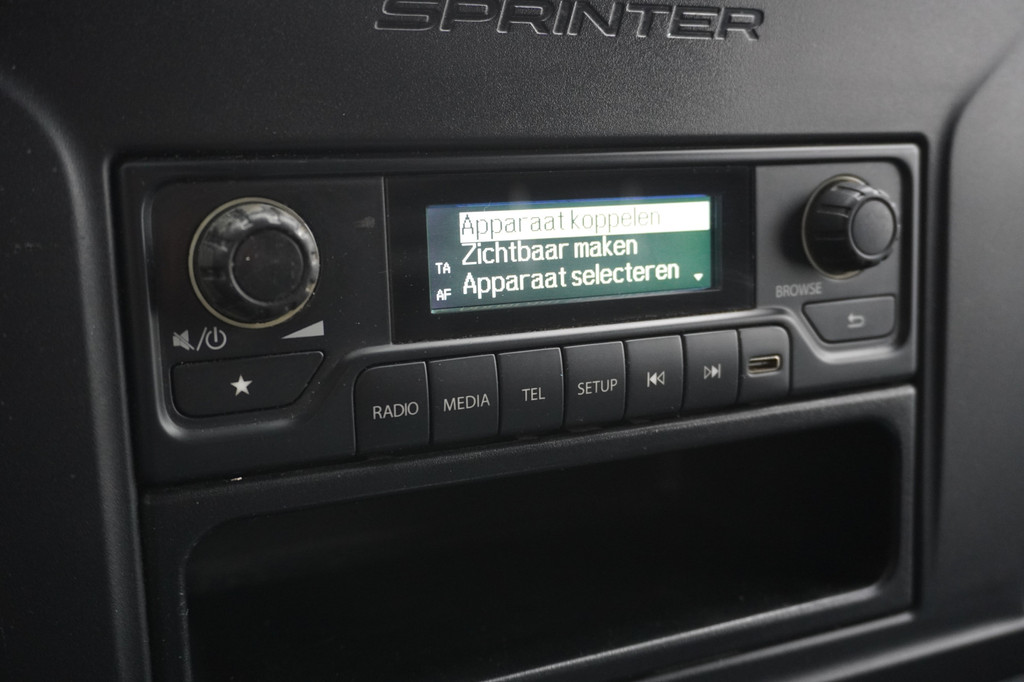 SPRINTER
Apparaat koppelen
Zichtbaar maken
TA
Apparaat selecteren
AF
BROWSE
RADIO
MEDIA
TEL
SETUP